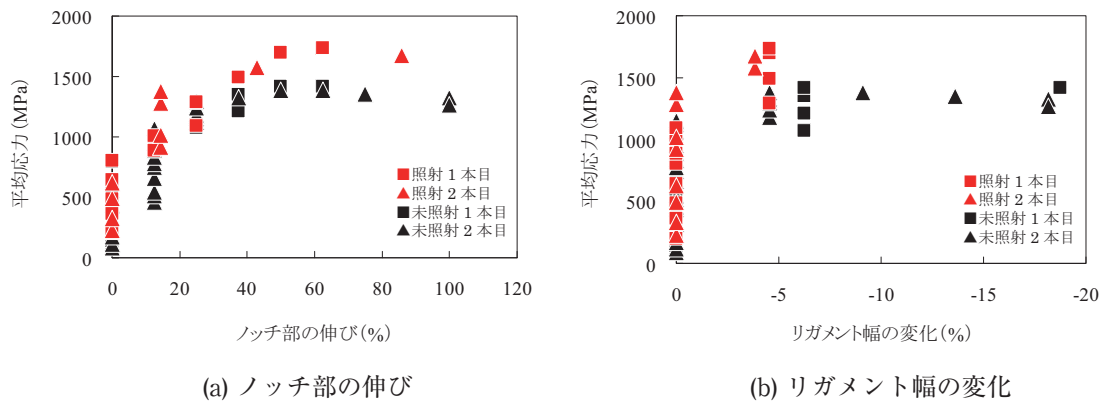 2000
1500
1000
500
0
平均応力(MPa)
照射 1 本目
照射 2 本目
未照射 1 本目
未照射 2 本目
0 20 40 60 80 100 120
ノッチ部の伸び(%)
(a) ノッチ部の伸び
2000
1500
1000
500
0
平均応力(MPa)
照射 1 本目
照射 2 本目
未照射 1 本目
未照射 2 本目
0 -5 -10 -15 -20
リガメント幅の変化(%)
(b) リガメント幅の変化